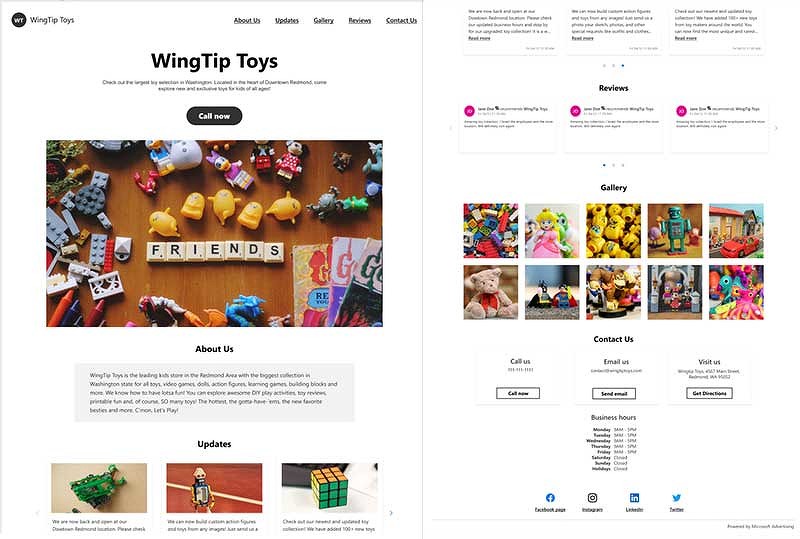 WT WingTip Toys
About Us Updates Gallery Reviews Contact Us
WingTip Toys
Check out the largest toy selection in Washington. Located in the Heart of Downtown Redmond, come
explore new and exclusive toys for kids of all ages!
Call now
FRIENDS
About Us
WingTip Toys is the leading kids store in the Redmond Area with the biggest collection in
Washington state for all toys, video games, dolls, action figures, learning games, building blocks and
more. We know how to have lotsa fun! You can explore awesome DIY play activities, toy reviews,
printable fun and, of course, SO many toys! The hottest, the gotta-have-'ems, the new favorite
besties and more. C'mon, Let's Play!
Updates
We are now back and open at our
Dowetown Redmond location. Please check
We can now build custom action figures
and toys from any images! Just send us a
Check out our newest and updated toy
collection! We have added 100+ new toys
We are now back and open at our
Dowetown Redmond location. Please check
our updated business hours and stop by
for our upgraded toy collection! It is a w...
Read more
We can now build custom action figures
and toys from any images! Just send us a
photo your sketch, photos, and other
special requests like outfits and clothes...
Read more
Check out our newest and updated toy
collection! We have added 100+ new toys
from toy markets all around the world! You
can now find the most unique and rarest...
Read more
Reviews
JD Jane Doe recommends WingTip Toys
Amazing toy collection. I loved the employees and the store
location. Will definitely visit again
JD Jane Doe recommends WingTip Toys
Amazing toy collection. I loved the employees and the store
location. Will definitely visit again
JD Jane Doe recommends WingTip Toys
Amazing toy collection. I loved the employees and the store
location. Will definitely visit again
Gallery
Contact Us
Call us
111-111-1111
Call now
Email us
contact@wingtiptoys.com
Send email
Visit us
Wingtip Toys, 4567 Main Street,
Redmond, WA 95052
Get Directions
Business hours
Monday 9AM - 5PM
Tuesday 9AM - 5PM
Wednesday 9AM - 5PM
Thursday 9AM - 5PM
Friday 9AM - 5PM
Saturday Closed
Sunday Closed
Holidays Closed
Facebook page
Instagram
LinkedIn
Twitter
Powered by Microsoft Advertising